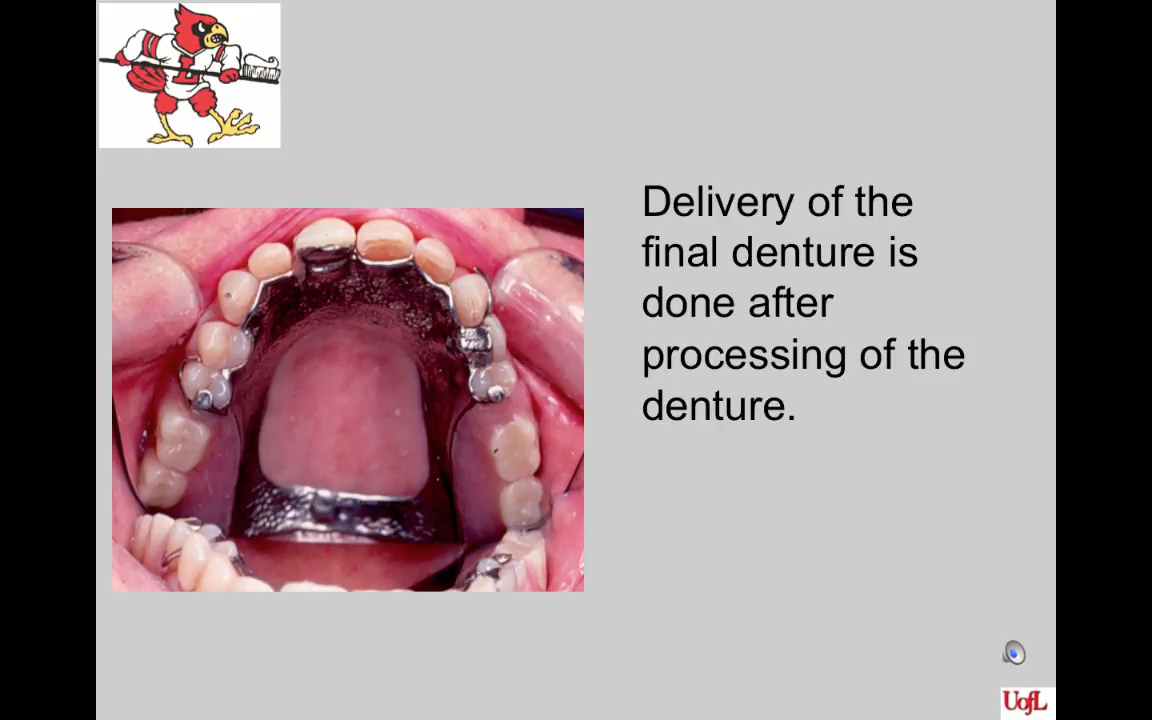 Delivery of the
final denture is
done after
processing of the
denture.
L
UofL